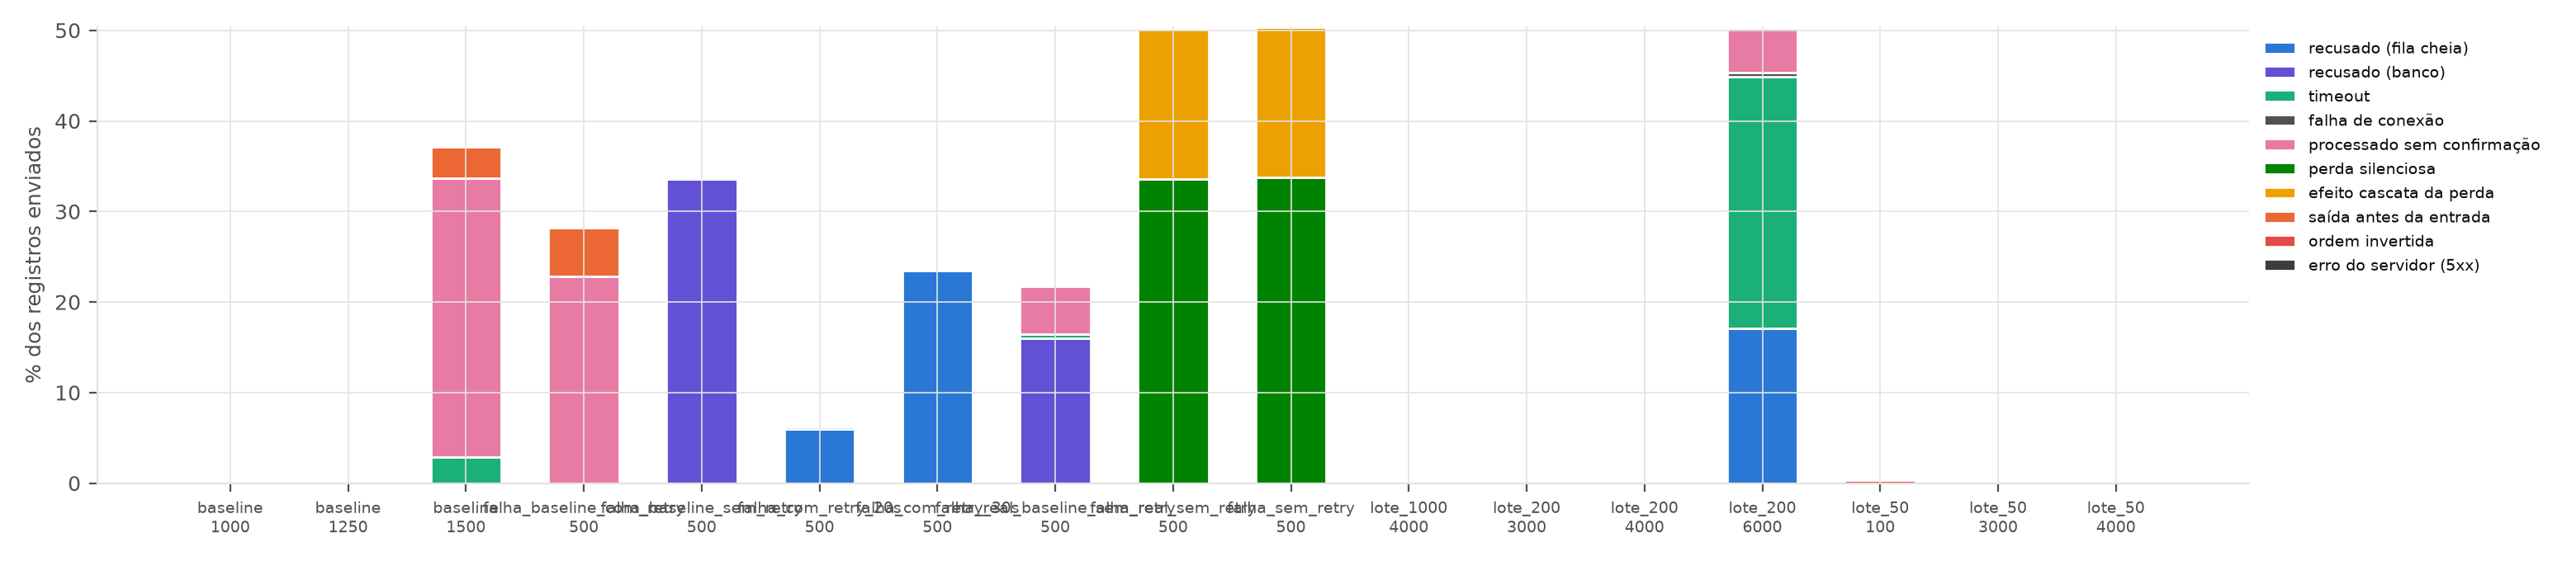 % dos registros enviados
50
40
30
20
10
0
baseline
1000
baseline
1250
baseline
1500
falha_baseline_com_retry
500
falha_baseline_sem_retry
500
500
500
500
500
falha_sem_retry
500
lote_1000
4000
lote_200
3000
lote_200
4000
lote_200
6000
lote_50
100
lote_50
3000
lote_50
4000
recusado (fila cheia)
recusado (banco)
timeout
falha de conexão
processado sem confirmação
perda silenciosa
efeito cascata da perda
saída antes da entrada
ordem invertida
erro do servidor (5xx)